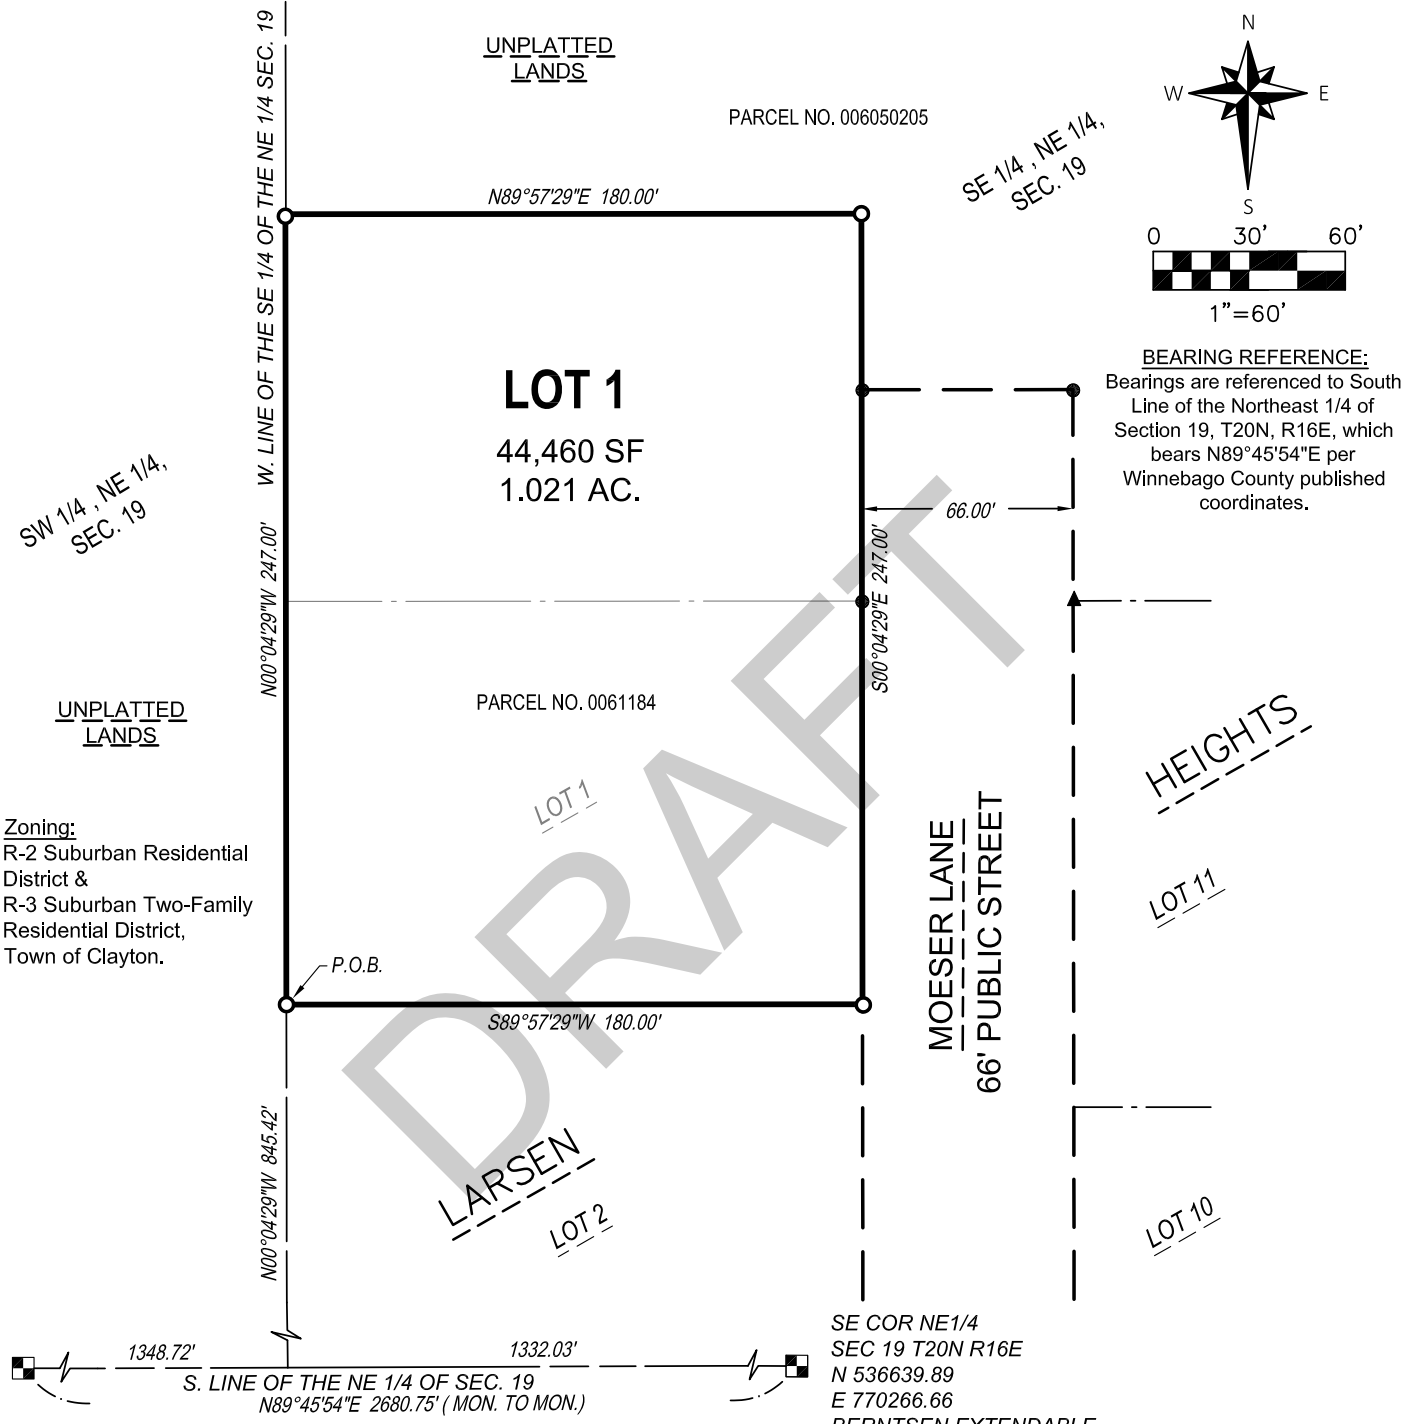 UNPLATTED
LANDS
PARCEL NO. 006050205
SE 1/4 , NE 1/4,
SEC. 19
N
W
E
S
0 30' 60'
1"=60'
BEARING REFERENCE:
Bearings are referenced to South
Line of the Northeast 1/4 of
Section 19, T20N, R16E, which
bears N89°45'54"E per
Winnebago County published
coordinates.
W. LINE OF THE SE 1/4 OF THE NE 1/4 SEC. 19
N89°57'29"E 180.00'
LOT 1
44,460 SF
1.021 AC.
SW 1/4 , NE 1/4,
SEC. 19
N00°04'29"W 247.00'
S00°04'29"E 247.00'
66.00'
PARCEL NO. 0061184
LOT 1
UNPLATTED
LANDS
Zoning:
R-2 Suburban Residential
District &
R-3 Suburban Two-Family
Residential District,
Town of Clayton.
P.O.B.
S89°57'29"W 180.00'
DRAFT
MOESER LANE
66' PUBLIC STREET
HEIGHTS
LOT 11
LOT 10
N00°04'29"W 845.42'
LARSEN
LOT 2
1348.72'
1332.03'
S. LINE OF THE NE 1/4 OF SEC. 19
N89°45'54"E 2680.75' ( MON. TO MON.)
SE COR NE1/4
SEC 19 T20N R16E
N 536639.89
E 770266.66
BERNTSEN EXTENDABLE